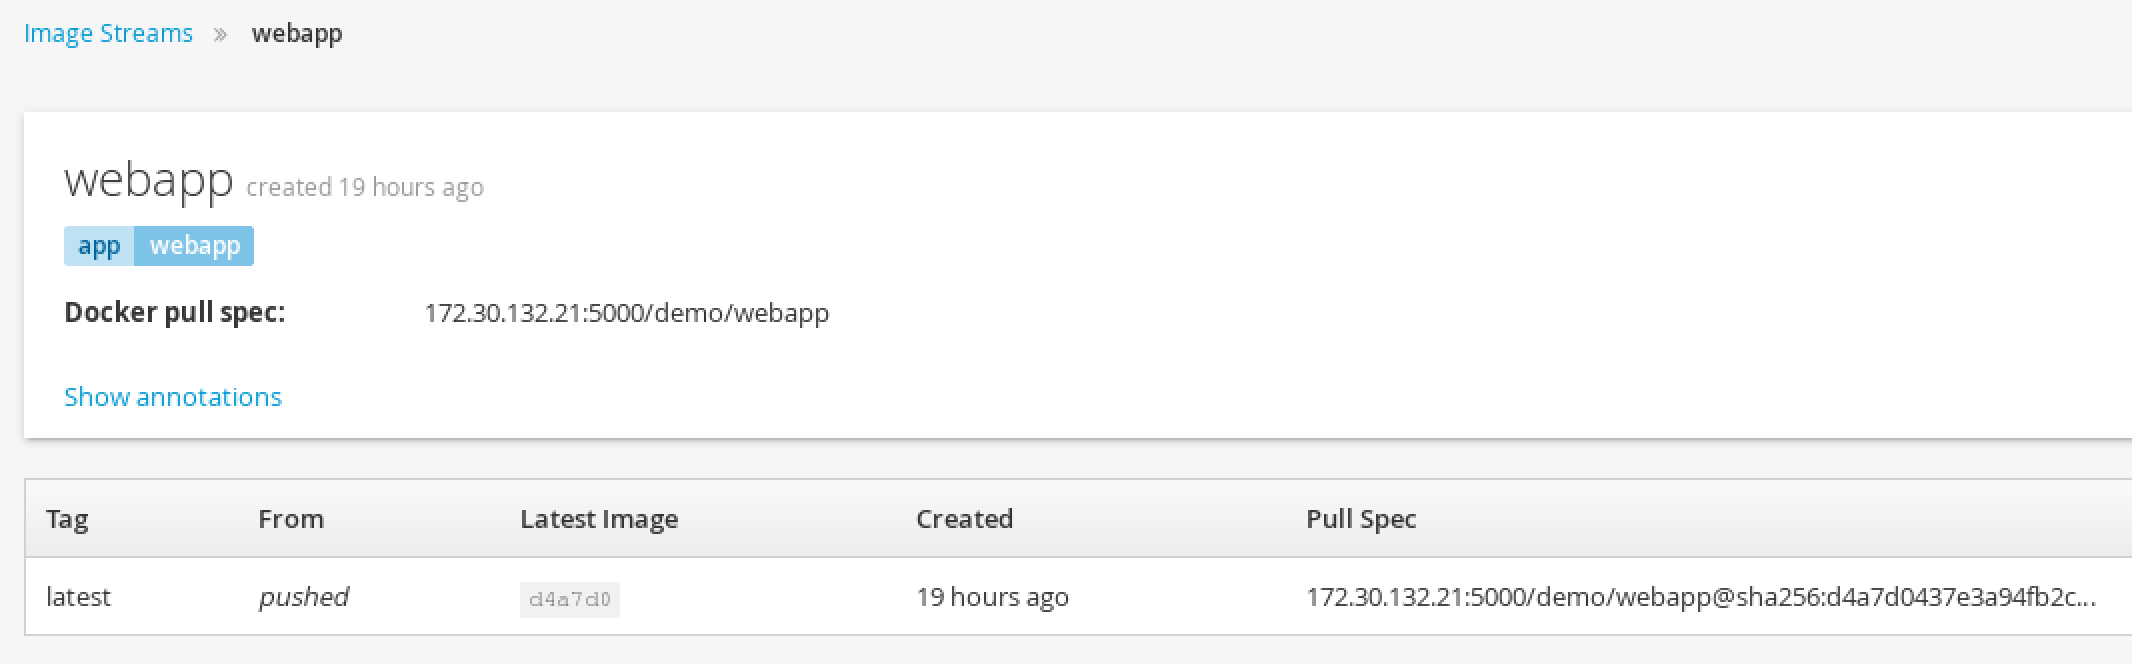 Image Streams » webapp
webapp created 19 hours ago
app webapp
Docker pull spec: 172.30.132.21:5000/demo/webapp
Show annotations
Tag From Latest Image Created Pull Spec
latest pushed d4a7d0 19 hours ago 172.30.132.21:5000/demo/webapp@sha256:d4a7d0437e3a94fb2c...